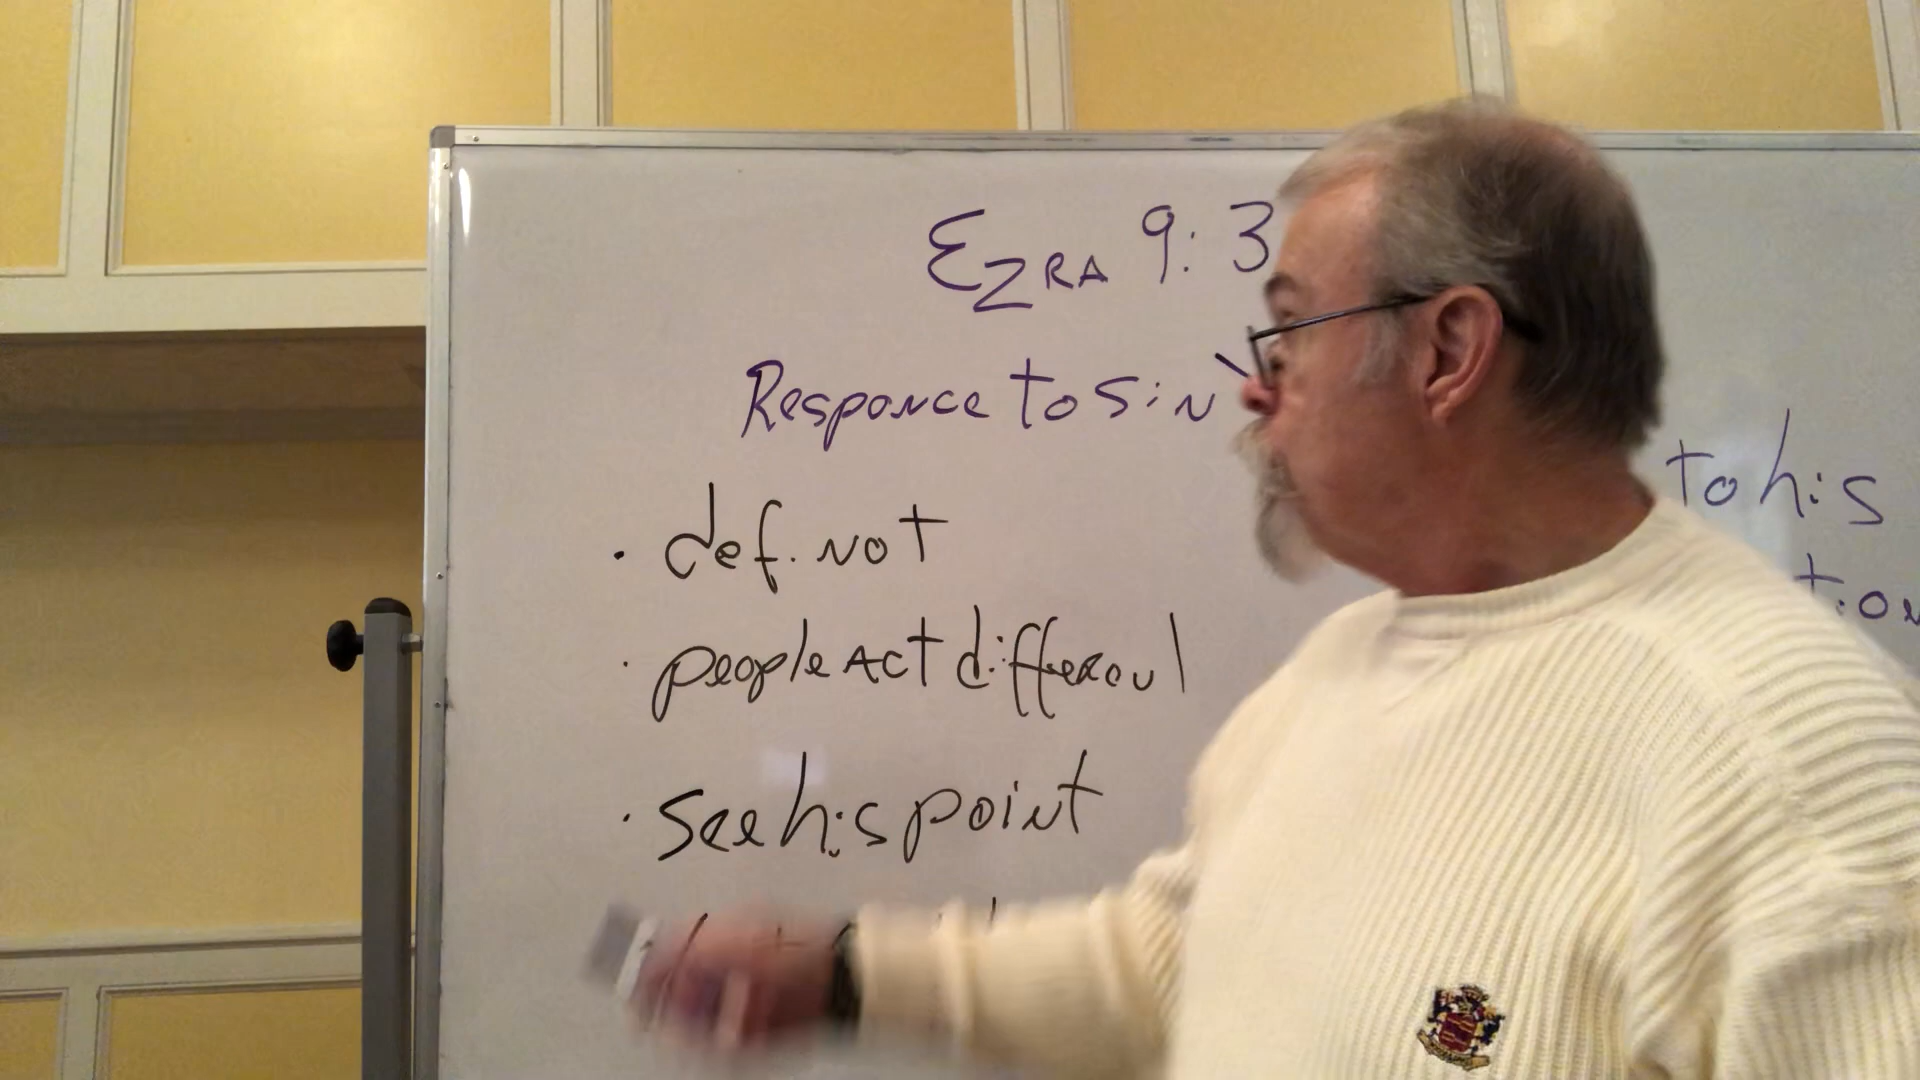 EZRA 9:3
Responce to sin
to his
· def. not
· people Act differoul
· see his point